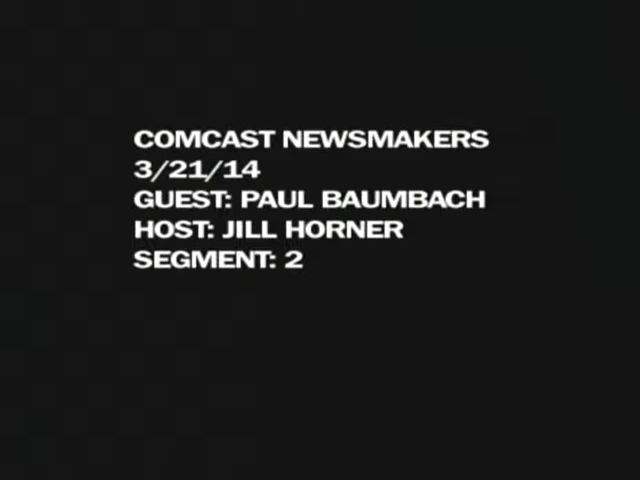 COMCAST NEWSMAKERS
3/21/14
GUEST: PAUL BAUMBACH
HOST: JILL HORNER
SEGMENT: 2